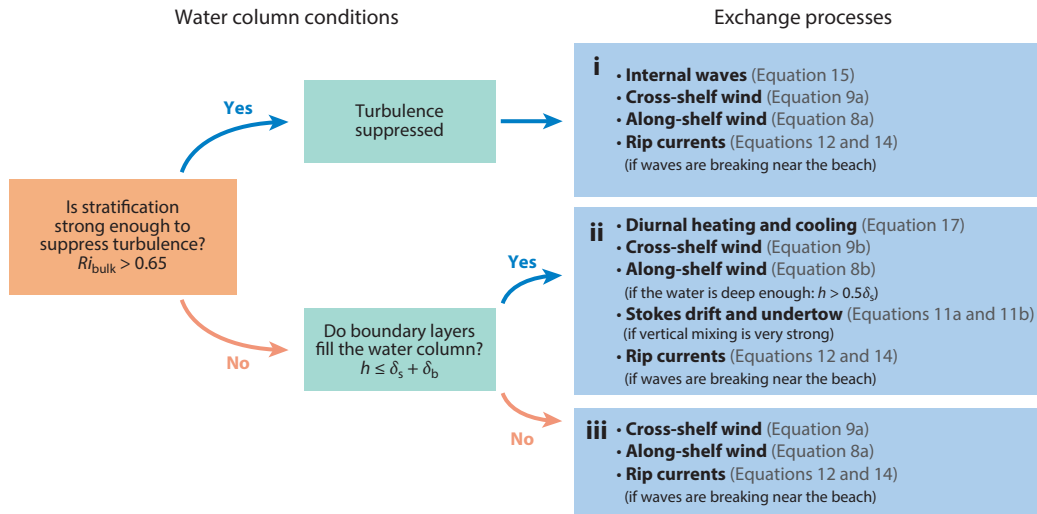 Water column conditions
Exchange processes
Is stratification
strong enough to
suppress turbulence?
Ri_bulk > 0.65
Yes
Turbulence
suppressed
No
Do boundary layers
fill the water column?
h ≤ δ_s + δ_b
Yes
No
i
• Internal waves (Equation 15)
• Cross-shelf wind (Equation 9a)
• Along-shelf wind (Equation 8a)
• Rip currents (Equations 12 and 14)
(if waves are breaking near the beach)
ii
• Diurnal heating and cooling (Equation 17)
• Cross-shelf wind (Equation 9b)
• Along-shelf wind (Equation 8b)
(if the water is deep enough: h > 0.5δ_s)
• Stokes drift and undertow (Equations 11a and 11b)
(if vertical mixing is very strong)
• Rip currents (Equations 12 and 14)
(if waves are breaking near the beach)
iii
• Cross-shelf wind (Equation 9a)
• Along-shelf wind (Equation 8a)
• Rip currents (Equations 12 and 14)
(if waves are breaking near the beach)